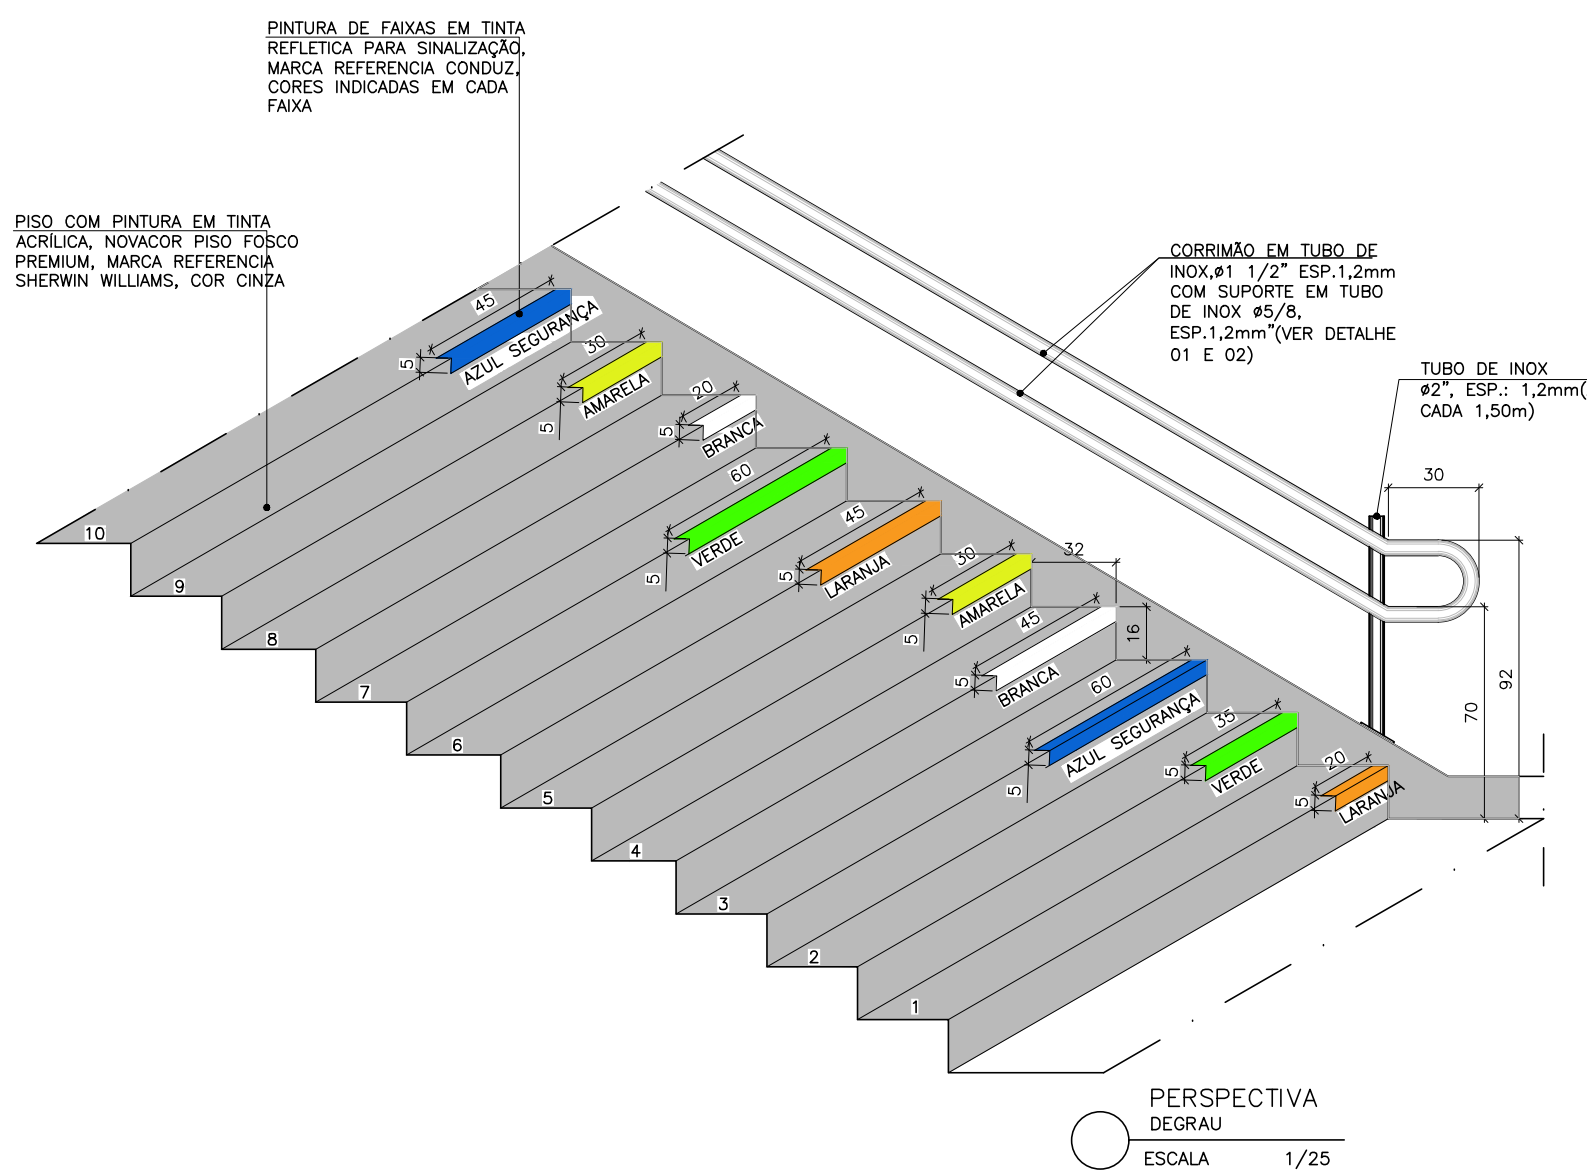 PINTURA DE FAIXAS EM TINTA
REFLETICA PARA SINALIZAÇÃO,
MARCA REFERENCIA CONDUZ,
CORES INDICADAS EM CADA
FAIXA
PISO COM PINTURA EM TINTA
ACRÍLICA, NOVACOR PISO FOSCO
PREMIUM, MARCA REFERENCIA
SHERWIN WILLIAMS, COR CINZA
CORRIMÃO EM TUBO DE
INOX,ø1 1/2" ESP.1,2mm
COM SUPORTE EM TUBO
DE INOX ø5/8,
ESP.1,2mm"(VER DETALHE
01 E 02)
TUBO DE INOX
ø2", ESP.: 1,2mm(
CADA 1,50m)
45
5
AZUL SEGURANÇA
30
5
AMARELA
20
5
BRANCA
60
5
VERDE
45
5
LARANJA
30
5
AMARELA
32
45
5
BRANCA
16
60
5
AZUL SEGURANÇA
35
5
VERDE
20
5
LARANJA
30
92
70
10
9
8
7
6
5
4
3
2
1
PERSPECTIVA
DEGRAU
ESCALA 1/25